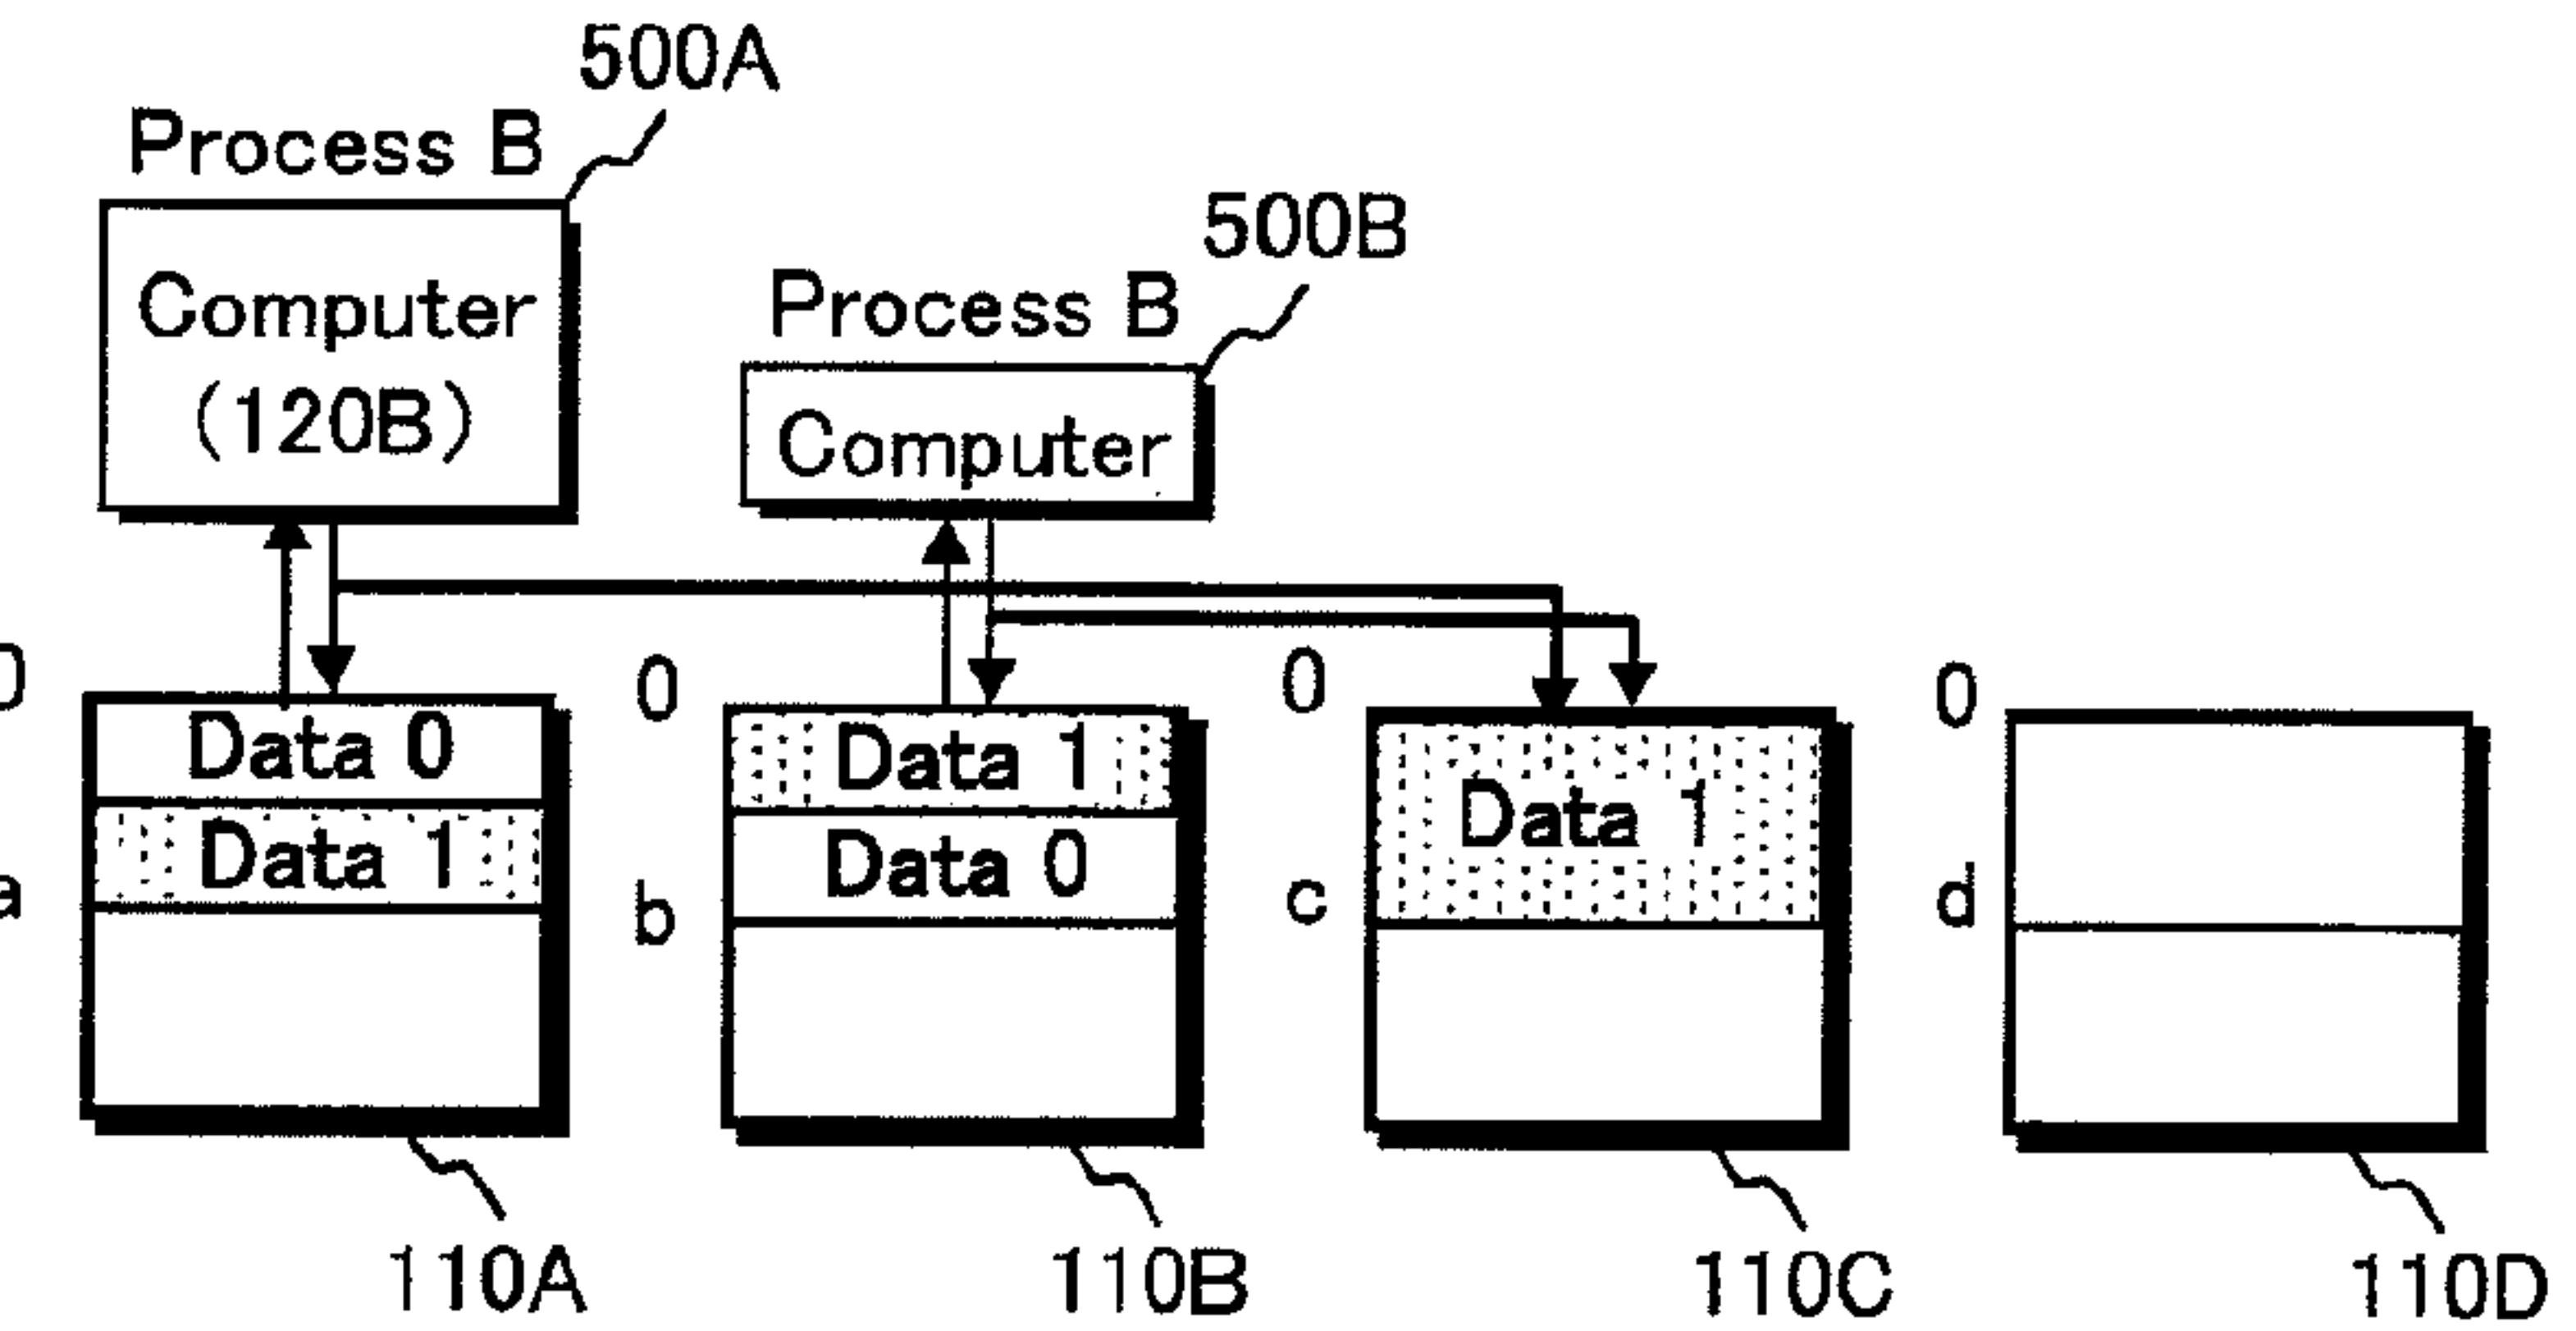 500A
Process B
500B
Computer
(120B)
Process B
Computer
0
0
0
0
Data 0
Data 1
Data 1
Data 1
Data 0
a
b
c
d
110A
110B
110C
110D